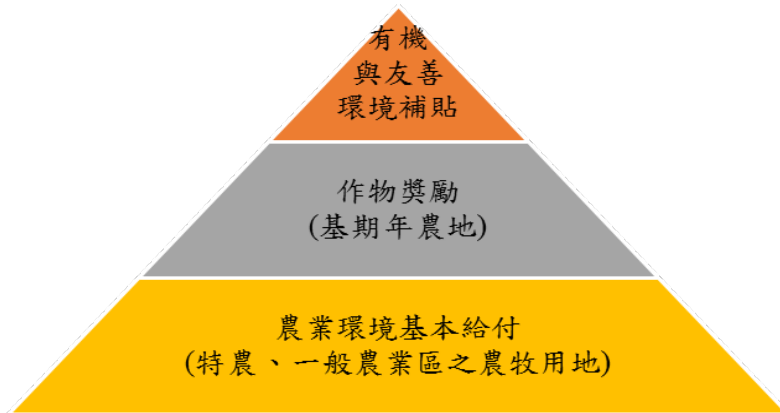 有機
與友善
環境補貼
作物獎勵
(基期年農地)
農業環境基本給付
(特農、一般農業區之農牧用地)